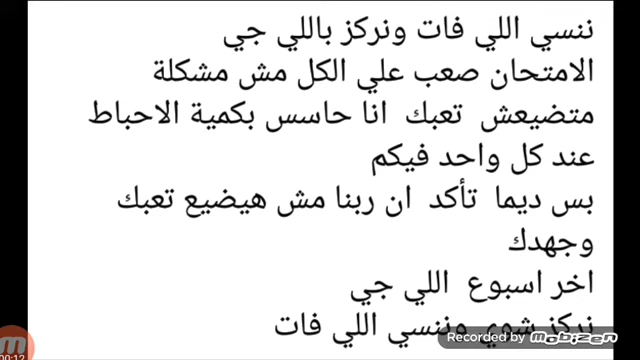 ننسي اللي فات ونركز باللي جي
الامتحان صعب علي الكل مش مشكلة
متضيعش تعبك انا حاسس بكمية الاحباط
عند كل واحد فيكم
بس ديما تأكد ان ربنا مش هيضيع تعبك
وجهدك
اخر اسبوع اللي جي
نركز شوي وننسي اللي فات
Recorded by mobizen
00:12